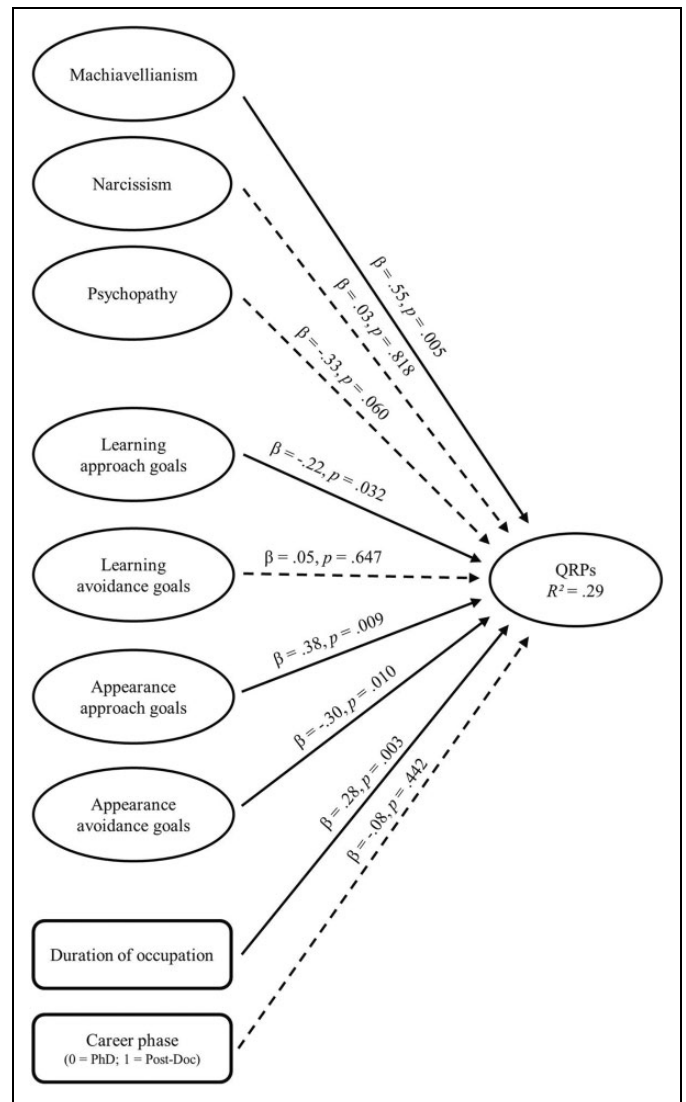 Machiavellianism
Narcissism
Psychopathy
Learning
approach goals
Learning
avoidance goals
Appearance
approach goals
Appearance
avoidance goals
Duration of occupation
Career phase
(0 = PhD; 1 = Post-Doc)
β = .55, p = .005
β = .03, p = .818
β = -.33, p = .060
β = -.22, p = .032
β = .05, p = .647
β = .38, p = .009
β = -.30, p = .010
β = .28, p = .003
β = -.08, p = .442
QRPs
R² = .29